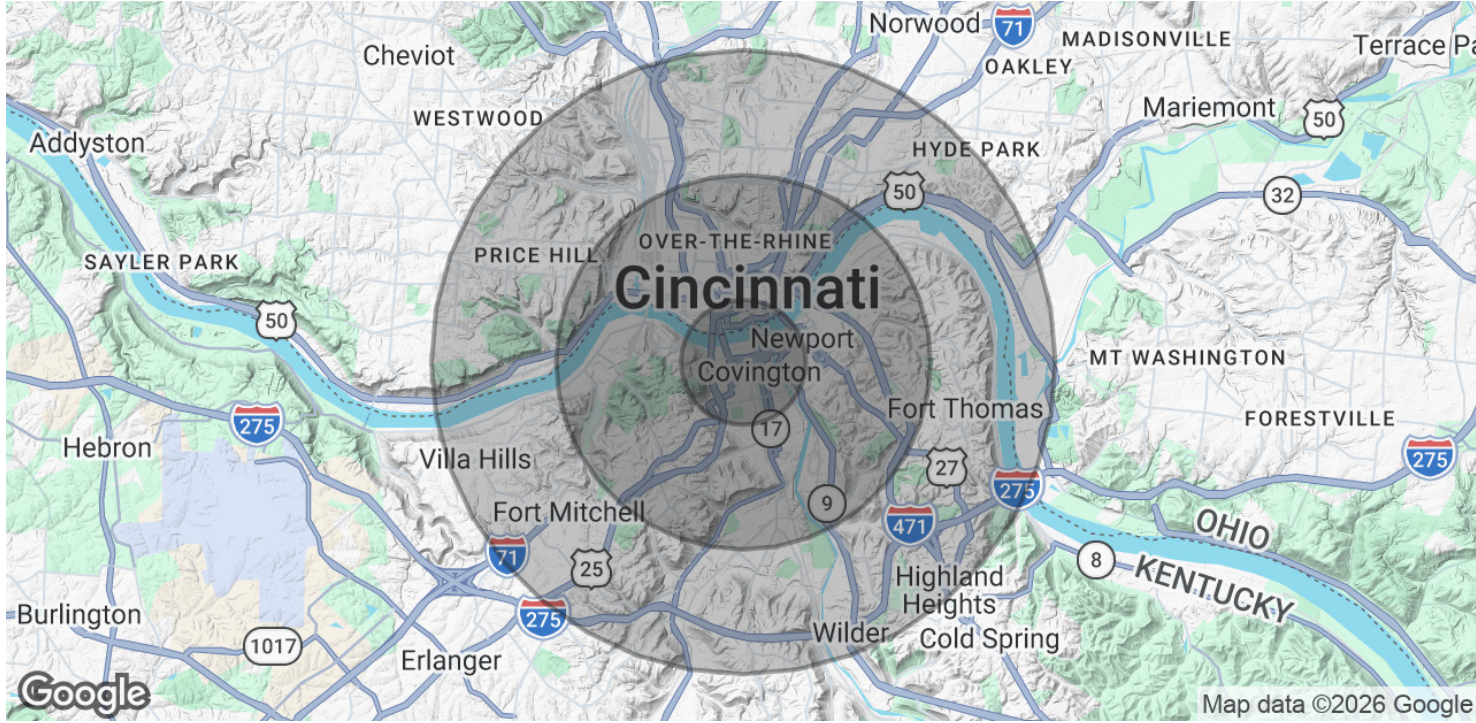 Norwood
71
MADISONVILLE
Cheviot
OAKLEY
Terrace Pa
Mariemont
50
WESTWOOD
Addyston
HYDE PARK
50
32
OVER-THE-RHINE
PRICE HILL
SAYLER PARK
Cincinnati
50
Newport
MT WASHINGTON
Covington
Fort Thomas
275
17
FORESTVILLE
Hebron
Villa Hills
27
275
275
9
Fort Mitchell
471
OHIO
71
25
8
KENTUCKY
Highland
Heights
Burlington
275
1017
Wilder
Cold Spring
Erlanger
Google
Map data ©2026 Google